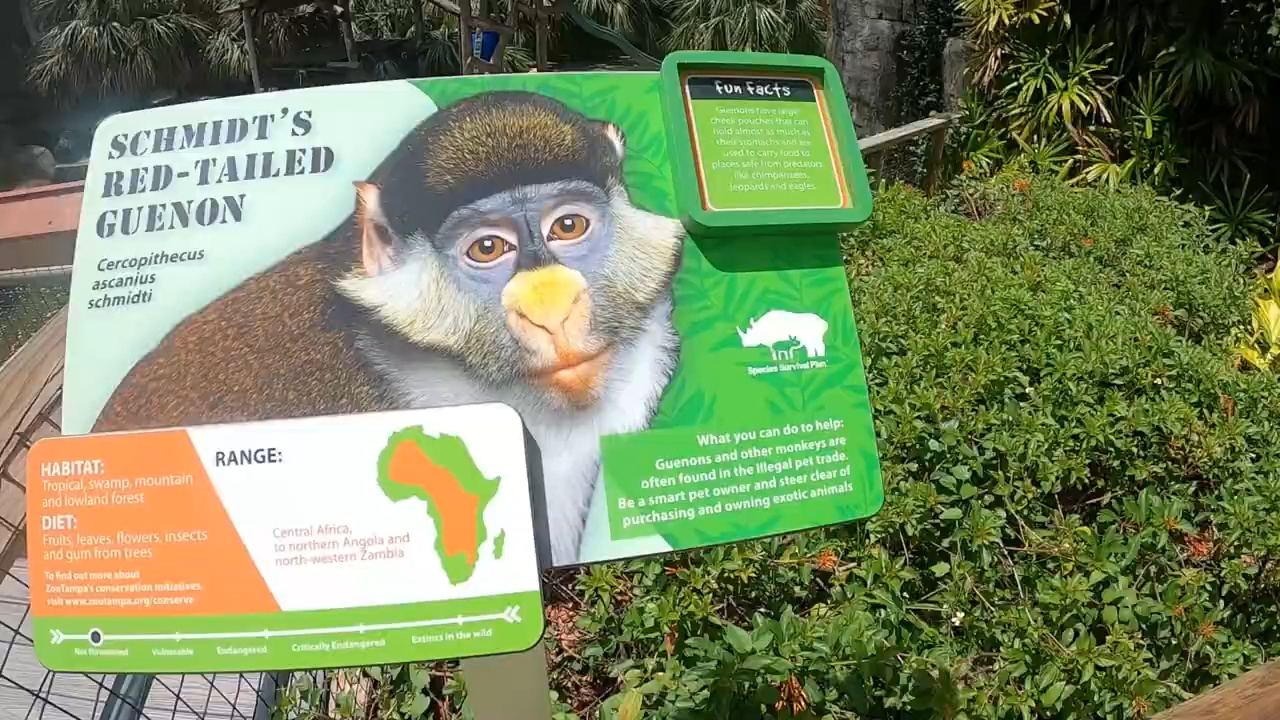 SCHMIDT'S
RED-TAILED
GUENON
Cercopithecus
ascanius
schmidti
Fun Facts
Guenons have large
cheek pouches that can
hold almost as much as
their stomachs and are
used to carry food to
places safe from predators
like chimpanzees,
leopards and eagles.
Species Survival Plan
What you can do to help:
Guenons and other monkeys are
often found in the illegal pet trade.
Be a smart pet owner and steer clear of
purchasing and owning exotic animals
HABITAT:
Tropical, swamp, mountain
and lowland forest
DIET:
Fruits, leaves, flowers, insects
and gum from trees
To find out more about
ZooTampa's conservation initiatives,
visit www.zootampa.org/conserve
RANGE:
Central Africa,
to northern Angola and
north-western Zambia
Not Threatened
Vulnerable
Endangered
Critically Endangered
Extinct in the wild